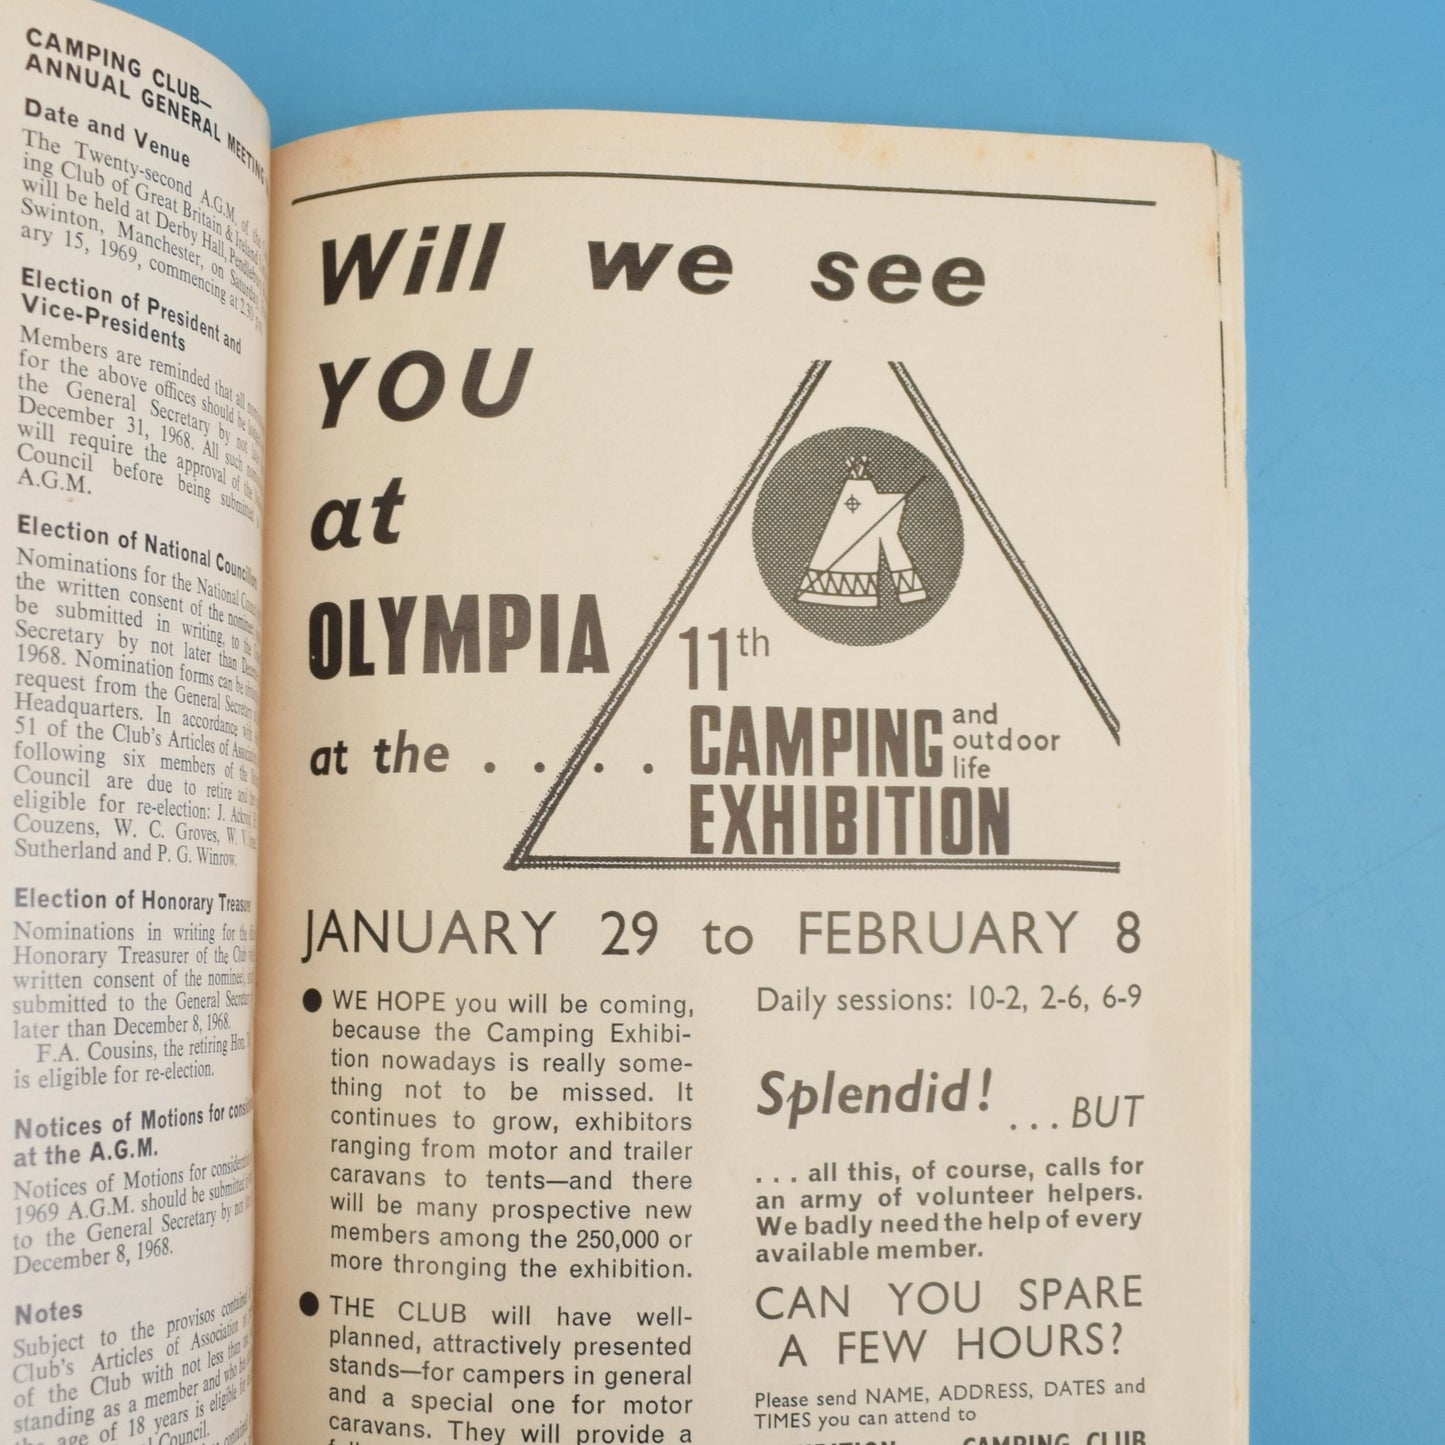 CAMPING CLUB—
ANNUAL GENERAL MEETING
Date and Venue
The Twenty-second A.G.M. of the
ing Club of Great Britain & Ireland
will be held at Derby Hall,
Swinton, Manchester, on
ary 15, 1969, commencing at 2.30
Election of President and
Vice-Presidents
Members are reminded that all
for the above offices should be
the General Secretary by not
December 31, 1968. All such
will require the approval of the
Council before being submitted
A.G.M.
Election of National
Nominations for the National
the written consent of the
be submitted in writing, to the
Secretary by not later than
1968. Nomination forms can be
request from the General
Headquarters. In accordance
51 of the Club's Articles of
following six members of the
Council are due to retire and
eligible for re-election: J.
Couzens, W. C. Groves, W. V.
Sutherland and P. G. Winrow.
Election of Honorary
Nominations in writing for the
Honorary Treasurer of the Club
written consent of the
submitted to the General
later than December 8, 1968.
F.A. Cousins, the retiring Hon.
is eligible for re-election.
Notices of Motions for
at the A.G.M.
Notices of Motions for
1969 A.G.M. should be submitted
to the General Secretary by not
December 8, 1968.
Notes
Subject to the provisos
Club's Articles of Association
of the Club with not less than
standing as a member and who
the age of 18 years is eligible
Council.
Will we see
YOU
at
OLYMPIA
at the . . . . .
11th
CAMPING and outdoor life
EXHIBITION
JANUARY 29 to FEBRUARY 8
● WE HOPE you will be coming,
because the Camping Exhibi-
tion nowadays is really some-
thing not to be missed. It
continues to grow, exhibitors
ranging from motor and trailer
caravans to tents—and there
will be many prospective new
members among the 250,000 or
more thronging the exhibition.
● THE CLUB will have well-
planned, attractively presented
stands—for campers in general
and a special one for motor
caravans. They will provide a
Daily sessions: 10-2, 2-6, 6-9
Splendid!
...BUT
... all this, of course, calls for
an army of volunteer helpers.
We badly need the help of every
available member.
CAN YOU SPARE
A FEW HOURS?
Please send NAME, ADDRESS, DATES and
TIMES you can attend to
CAMPING CLUB